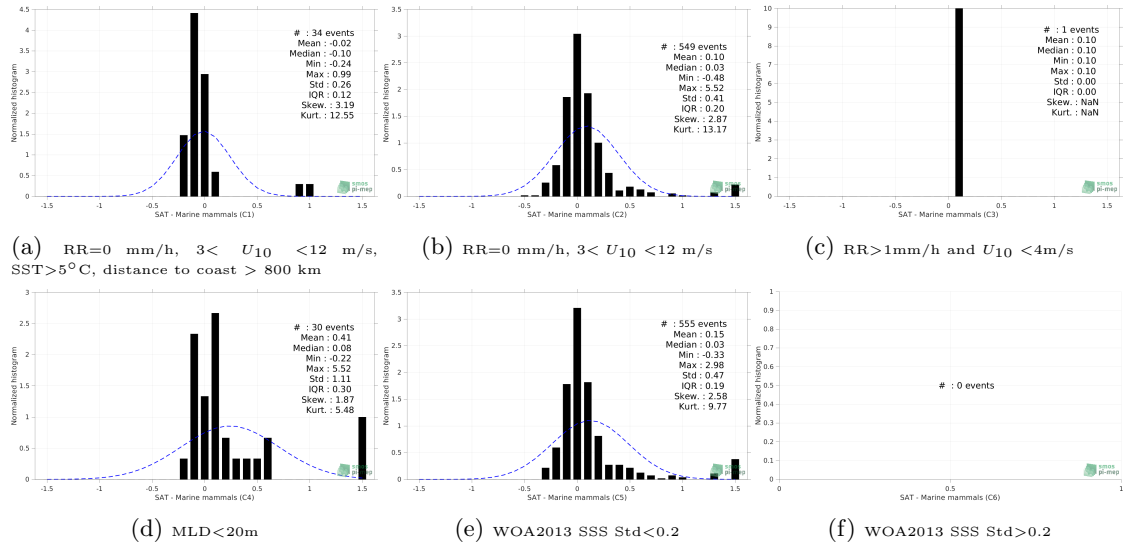 4.5
4
3.5
3
2.5
2
1.5
1
0.5
0
Normalized histogram
# : 34 events
Mean : -0.02
Median : -0.10
Min : -0.24
Max : 0.99
Std : 0.26
IQR : 0.12
Skew. : 3.19
Kurt. : 12.55
smos
pi-mep
-1.5 -1 -0.5 0 0.5 1 1.5
SAT - Marine mammals (C1)
(a) RR=0 mm/h, 3< U10 <12 m/s,
SST>5°C, distance to coast > 800 km
3.5
3
2.5
2
1.5
1
0.5
0
Normalized histogram
# : 549 events
Mean : 0.10
Median : 0.03
Min : -0.48
Max : 5.52
Std : 0.41
IQR : 0.20
Skew. : 2.87
Kurt. : 13.17
smos
pi-mep
-1.5 -1 -0.5 0 0.5 1 1.5
SAT - Marine mammals (C2)
(b) RR=0 mm/h, 3< U10 <12 m/s
10
9
8
7
6
5
4
3
2
1
0
Normalized histogram
# : 1 events
Mean : 0.10
Median : 0.10
Min : 0.10
Max : 0.10
Std : 0.00
IQR : 0.00
Skew. : NaN
Kurt. : NaN
smos
pi-mep
-1.5 -1 -0.5 0 0.5 1 1.5
SAT - Marine mammals (C3)
(c) RR>1mm/h and U10 <4m/s
3
2.5
2
1.5
1
0.5
0
Normalized histogram
# : 30 events
Mean : 0.41
Median : 0.08
Min : -0.22
Max : 5.52
Std : 1.11
IQR : 0.30
Skew. : 1.87
Kurt. : 5.48
smos
pi-mep
-1.5 -1 -0.5 0 0.5 1 1.5
SAT - Marine mammals (C4)
(d) MLD<20m
3.5
3
2.5
2
1.5
1
0.5
0
Normalized histogram
# : 555 events
Mean : 0.15
Median : 0.03
Min : -0.33
Max : 2.98
Std : 0.47
IQR : 0.19
Skew. : 2.58
Kurt. : 9.77
smos
pi-mep
-1.5 -1 -0.5 0 0.5 1 1.5
SAT - Marine mammals (C5)
(e) WOA2013 SSS Std<0.2
1
0.9
0.8
0.7
0.6
0.5
0.4
0.3
0.2
0.1
0
Normalized histogram
# : 0 events
smos
pi-mep
0 0.5 1
SAT - Marine mammals (C6)
(f) WOA2013 SSS Std>0.2